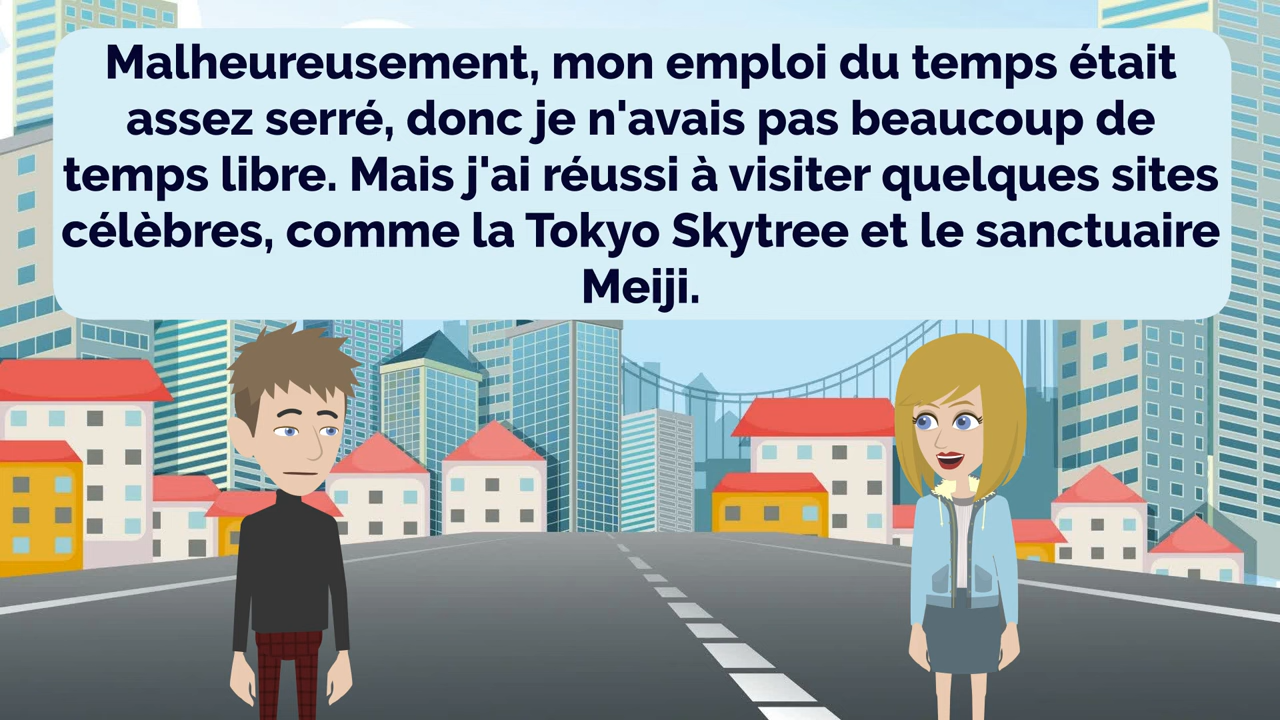 Malheureusement, mon emploi du temps était
assez serré, donc je n'avais pas beaucoup de
temps libre. Mais j'ai réussi à visiter quelques sites
célèbres, comme la Tokyo Skytree et le sanctuaire
Meiji.